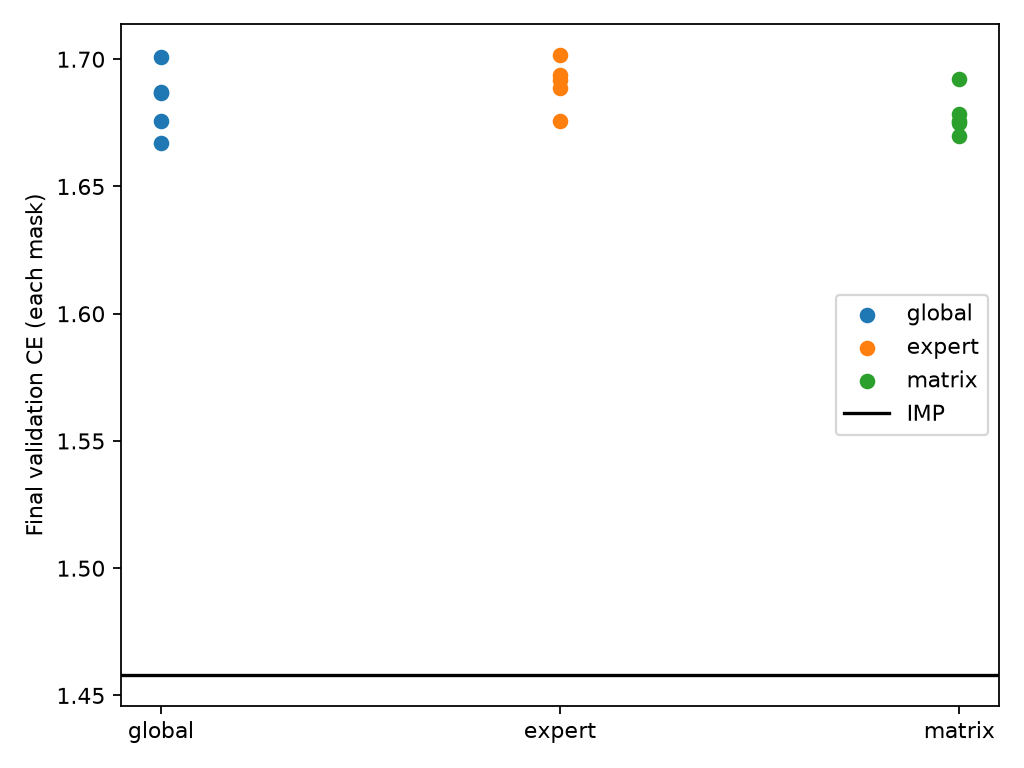 Final validation CE (each mask)
1.70
1.65
1.60
1.55
1.50
1.45
global
expert
matrix
IMP
global
expert
matrix